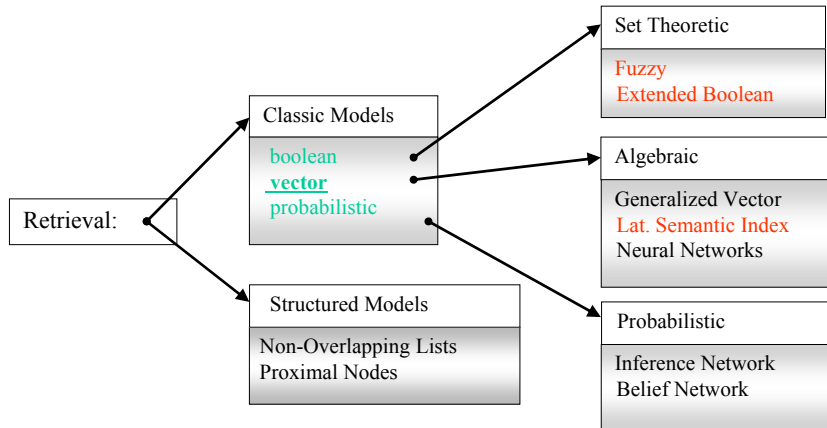 Retrieval:
Classic Models
boolean
vector
probabilistic
Structured Models
Non-Overlapping Lists
Proximal Nodes
Set Theoretic
Fuzzy
Extended Boolean
Algebraic
Generalized Vector
Lat. Semantic Index
Neural Networks
Probabilistic
Inference Network
Belief Network